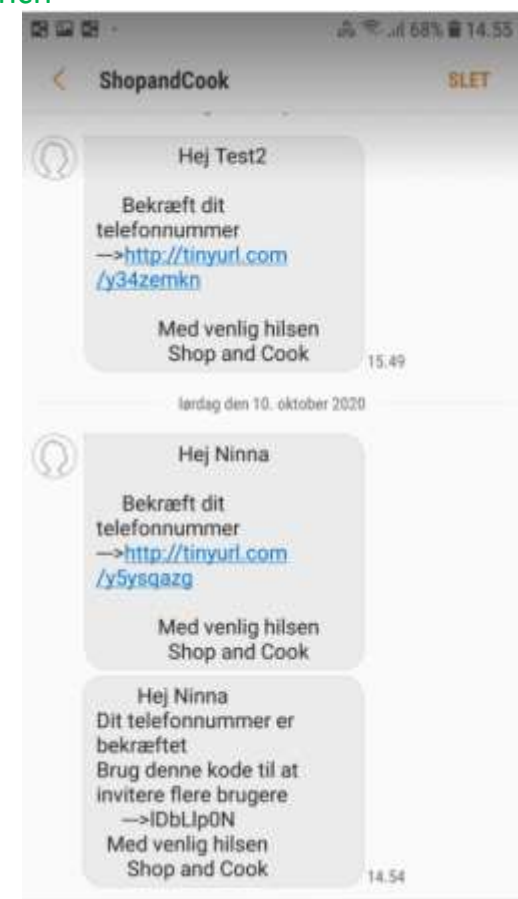 68% 14.55
ShopandCook
SLET
Hej Test2
Bekræft dit
telefonnummer
—>http://tinyurl.com
/y34zemkn
Med venlig hilsen
Shop and Cook
15.49
lørdag den 10. oktober 2020
Hej Ninna
Bekræft dit
telefonnummer
—>http://tinyurl.com
/y5ysqazg
Med venlig hilsen
Shop and Cook
Hej Ninna
Dit telefonnummer er
bekræftet
Brug denne kode til at
invitere flere brugere
—>lDbLlp0N
Med venlig hilsen
Shop and Cook
14.54